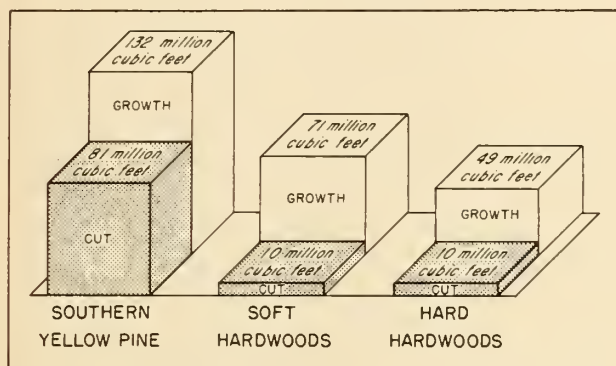 132 million
cubic feet
GROWTH
81 million
cubic feet
CUT
SOUTHERN
YELLOW PINE
71 million
cubic feet
GROWTH
10 million
cubic feet
CUT
SOFT
HARDWOODS
49 million
cubic feet
GROWTH
10 million
cubic feet
CUT
HARD
HARDWOODS